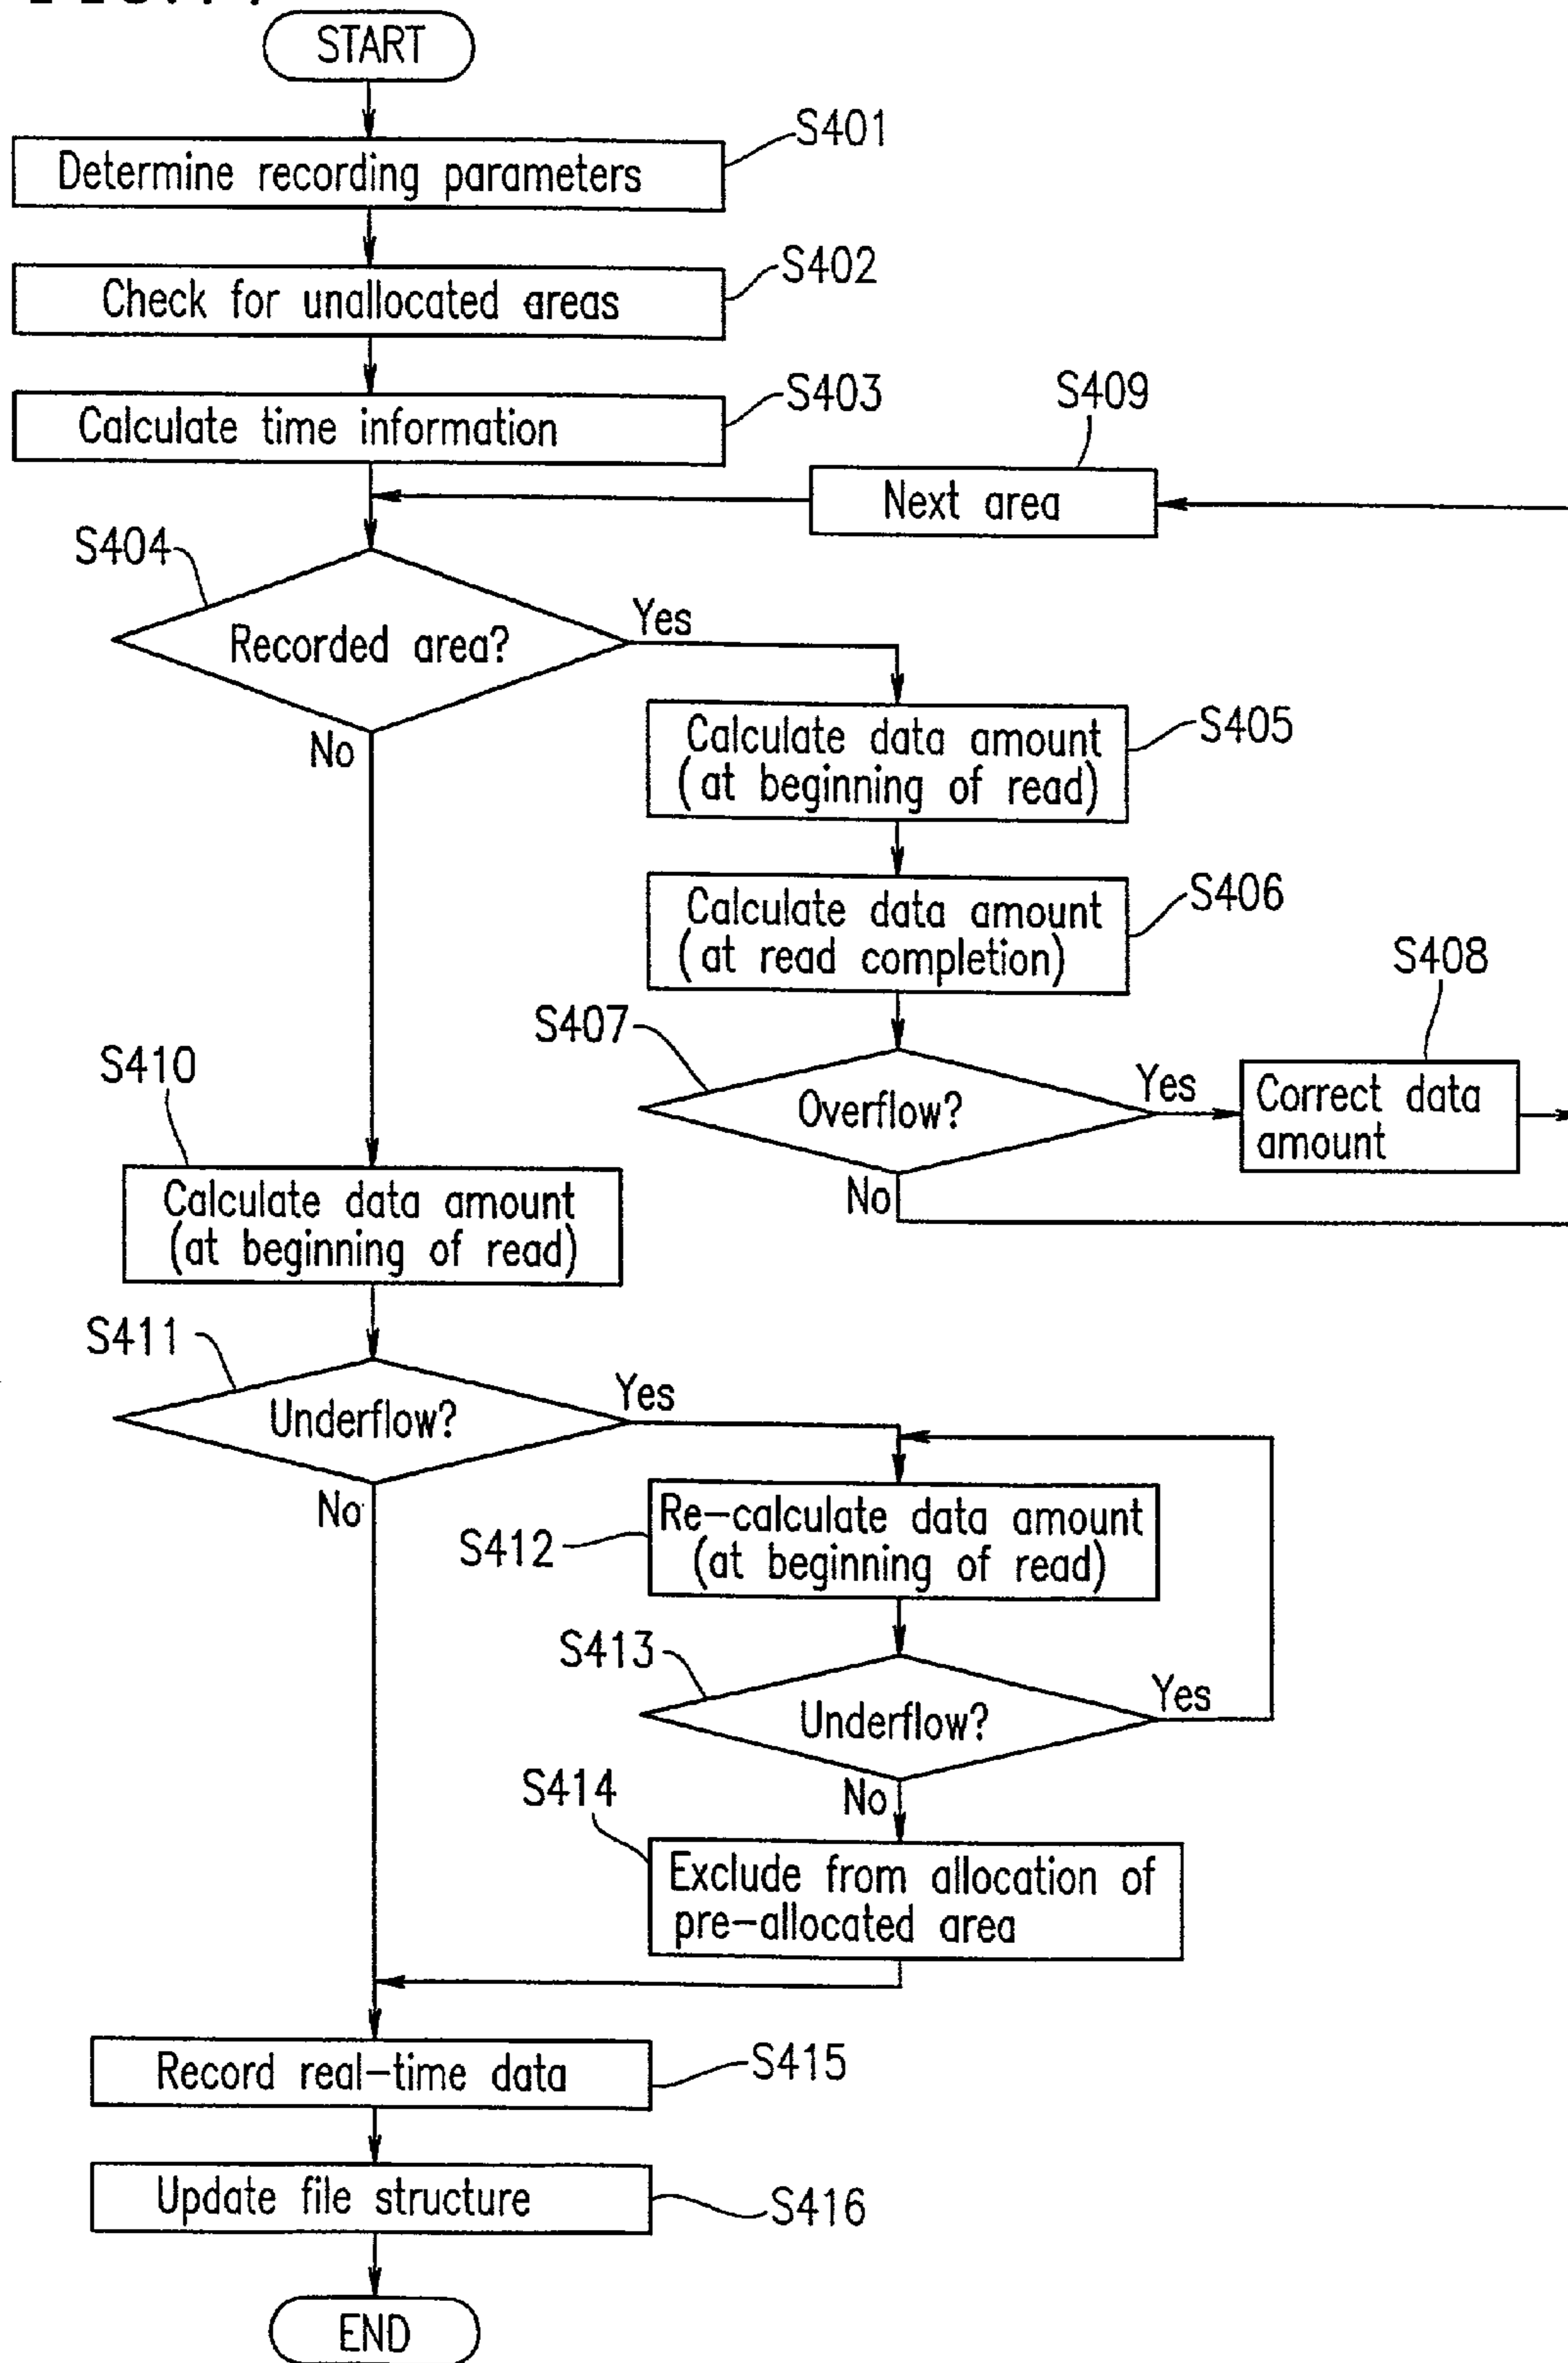 START
S401
Determine recording parameters
S402
Check for unallocated areas
S403
Calculate time information
S409
Next area
S404
Recorded area?
Yes
No
Calculate data amount
(at beginning of read)
S405
Calculate data amount
(at read completion)
S406
S408
S407
Overflow?
Yes
Correct data
amount
No
S410
Calculate data amount
(at beginning of read)
S411
Underflow?
Yes
No
S412
Re-calculate data amount
(at beginning of read)
S413
Underflow?
Yes
No
S414
Exclude from allocation of
pre-allocated area
Record real-time data
S415
Update file structure
S416
END